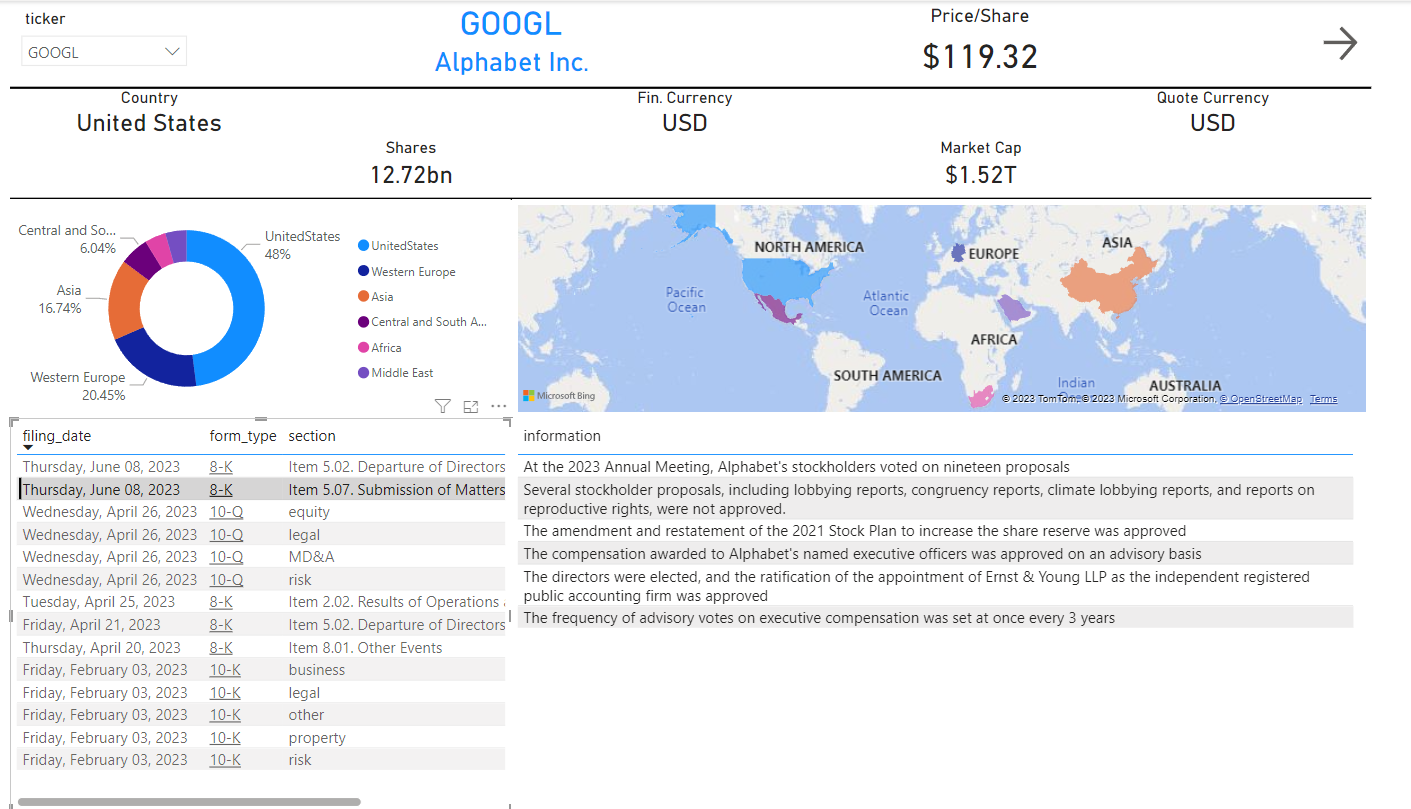 ticker
GOOGL
GOOGL
Alphabet Inc.
Price/Share
$119.32
Country
United States
Fin. Currency
USD
Quote Currency
USD
Shares
12.72bn
Market Cap
$1.52T
Central and So...
6.04%
Asia
16.74%
Western Europe
20.45%
UnitedStates
48%
UnitedStates
Western Europe
Asia
Central and South A...
Africa
Middle East
NORTH AMERICA
EUROPE
ASIA
Pacific
Ocean
Atlantic
Ocean
AFRICA
SOUTH AMERICA
Indian
AUSTRALIA
Microsoft Bing
© 2023 TomTom, © 2023 Microsoft Corporation, © OpenStreetMap Terms
filing_date form_type section
Thursday, June 08, 2023 8-K Item 5.02. Departure of Directors
Thursday, June 08, 2023 8-K Item 5.07. Submission of Matters
Wednesday, April 26, 2023 10-Q equity
Wednesday, April 26, 2023 10-Q legal
Wednesday, April 26, 2023 10-Q MD&A
Wednesday, April 26, 2023 10-Q risk
Tuesday, April 25, 2023 8-K Item 2.02. Results of Operations
Friday, April 21, 2023 8-K Item 5.02. Departure of Directors
Thursday, April 20, 2023 8-K Item 8.01. Other Events
Friday, February 03, 2023 10-K business
Friday, February 03, 2023 10-K legal
Friday, February 03, 2023 10-K other
Friday, February 03, 2023 10-K property
Friday, February 03, 2023 10-K risk
information
At the 2023 Annual Meeting, Alphabet's stockholders voted on nineteen proposals
Several stockholder proposals, including lobbying reports, congruency reports, climate lobbying reports, and reports on
reproductive rights, were not approved.
The amendment and restatement of the 2021 Stock Plan to increase the share reserve was approved
The compensation awarded to Alphabet's named executive officers was approved on an advisory basis
The directors were elected, and the ratification of the appointment of Ernst & Young LLP as the independent registered
public accounting firm was approved
The frequency of advisory votes on executive compensation was set at once every 3 years